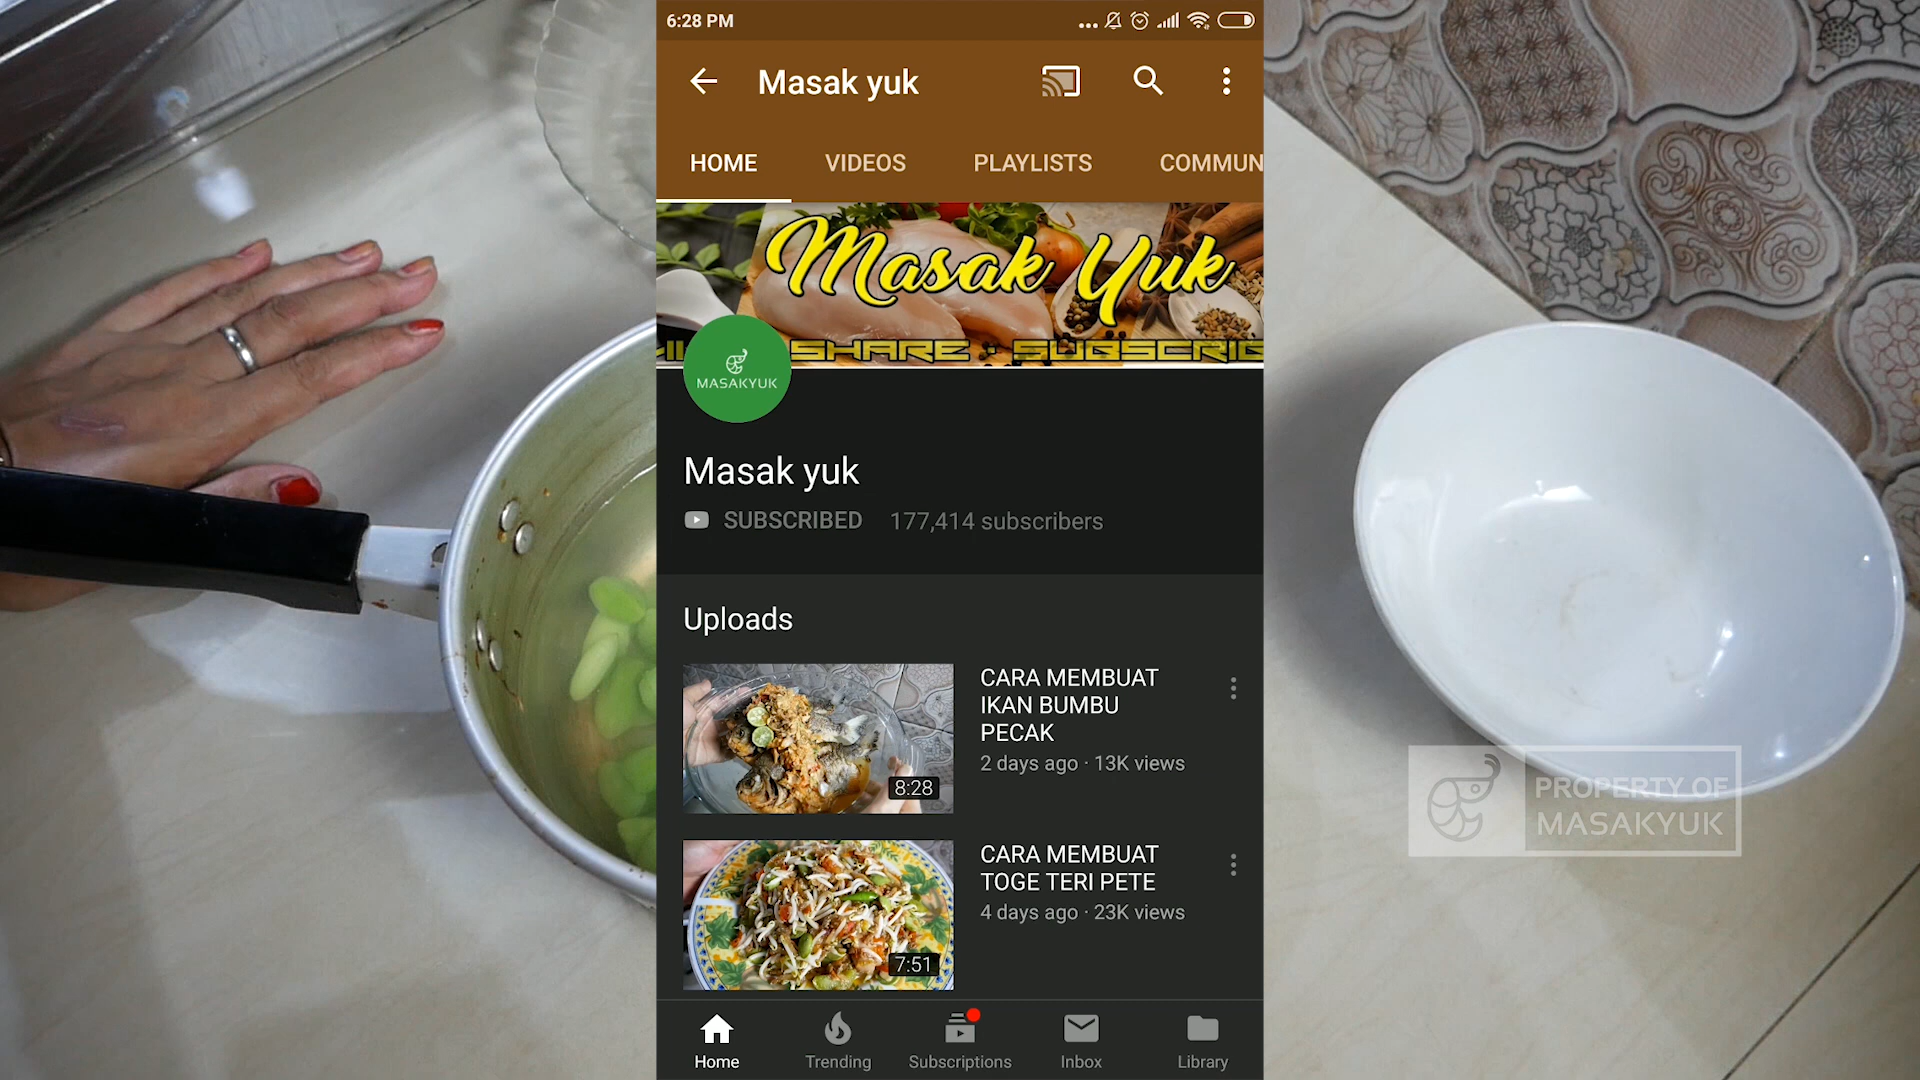 6:28 PM
Masak yuk
HOME
VIDEOS
PLAYLISTS
COMMUN
Masak Yuk
SHARE · SUBSCRIB
MASAKYUK
Masak yuk
SUBSCRIBED
177,414 subscribers
Uploads
CARA MEMBUAT
IKAN BUMBU
PECAK
2 days ago · 13K views
8:28
CARA MEMBUAT
TOGE TERI PETE
4 days ago · 23K views
7:51
PROPERTY OF
MASAKYUK
Home
Trending
Subscriptions
Inbox
Library